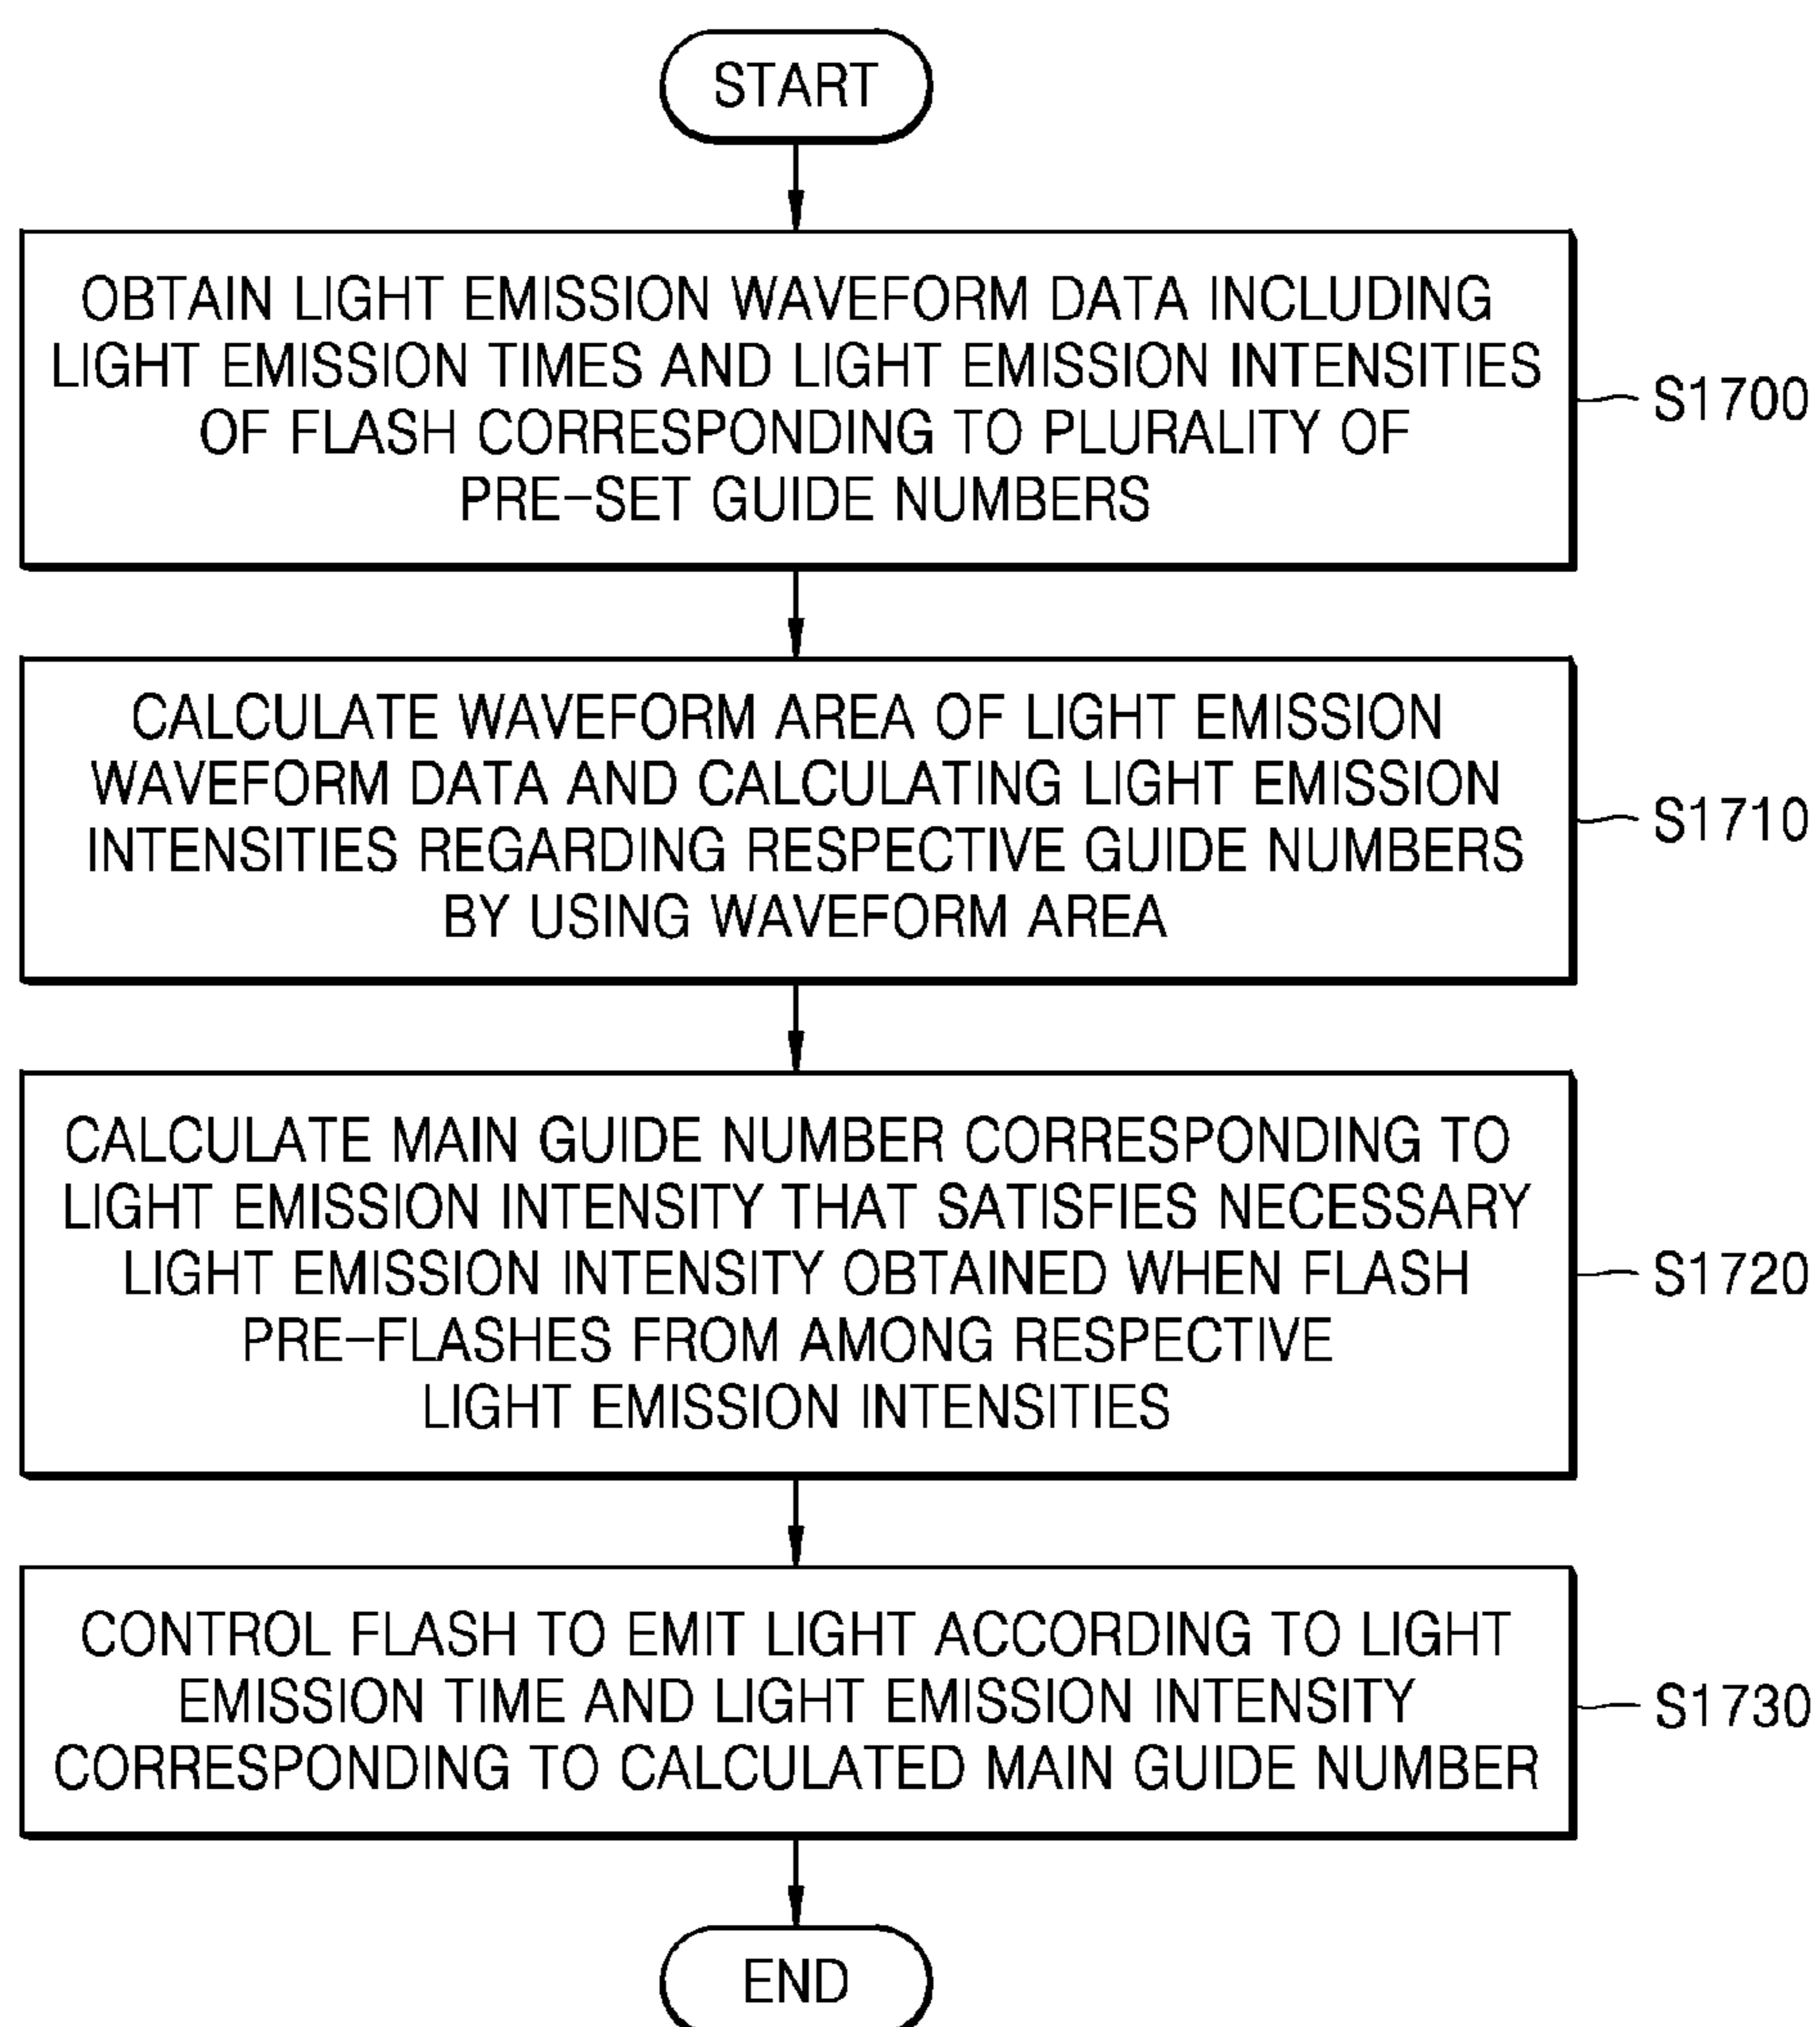 START
OBTAIN LIGHT EMISSION WAVEFORM DATA INCLUDING
LIGHT EMISSION TIMES AND LIGHT EMISSION INTENSITIES
OF FLASH CORRESPONDING TO PLURALITY OF
PRE-SET GUIDE NUMBERS
S1700
CALCULATE WAVEFORM AREA OF LIGHT EMISSION
WAVEFORM DATA AND CALCULATING LIGHT EMISSION
INTENSITIES REGARDING RESPECTIVE GUIDE NUMBERS
BY USING WAVEFORM AREA
S1710
CALCULATE MAIN GUIDE NUMBER CORRESPONDING TO
LIGHT EMISSION INTENSITY THAT SATISFIES NECESSARY
LIGHT EMISSION INTENSITY OBTAINED WHEN FLASH
PRE-FLASHES FROM AMONG RESPECTIVE
LIGHT EMISSION INTENSITIES
S1720
CONTROL FLASH TO EMIT LIGHT ACCORDING TO LIGHT
EMISSION TIME AND LIGHT EMISSION INTENSITY
CORRESPONDING TO CALCULATED MAIN GUIDE NUMBER
S1730
END